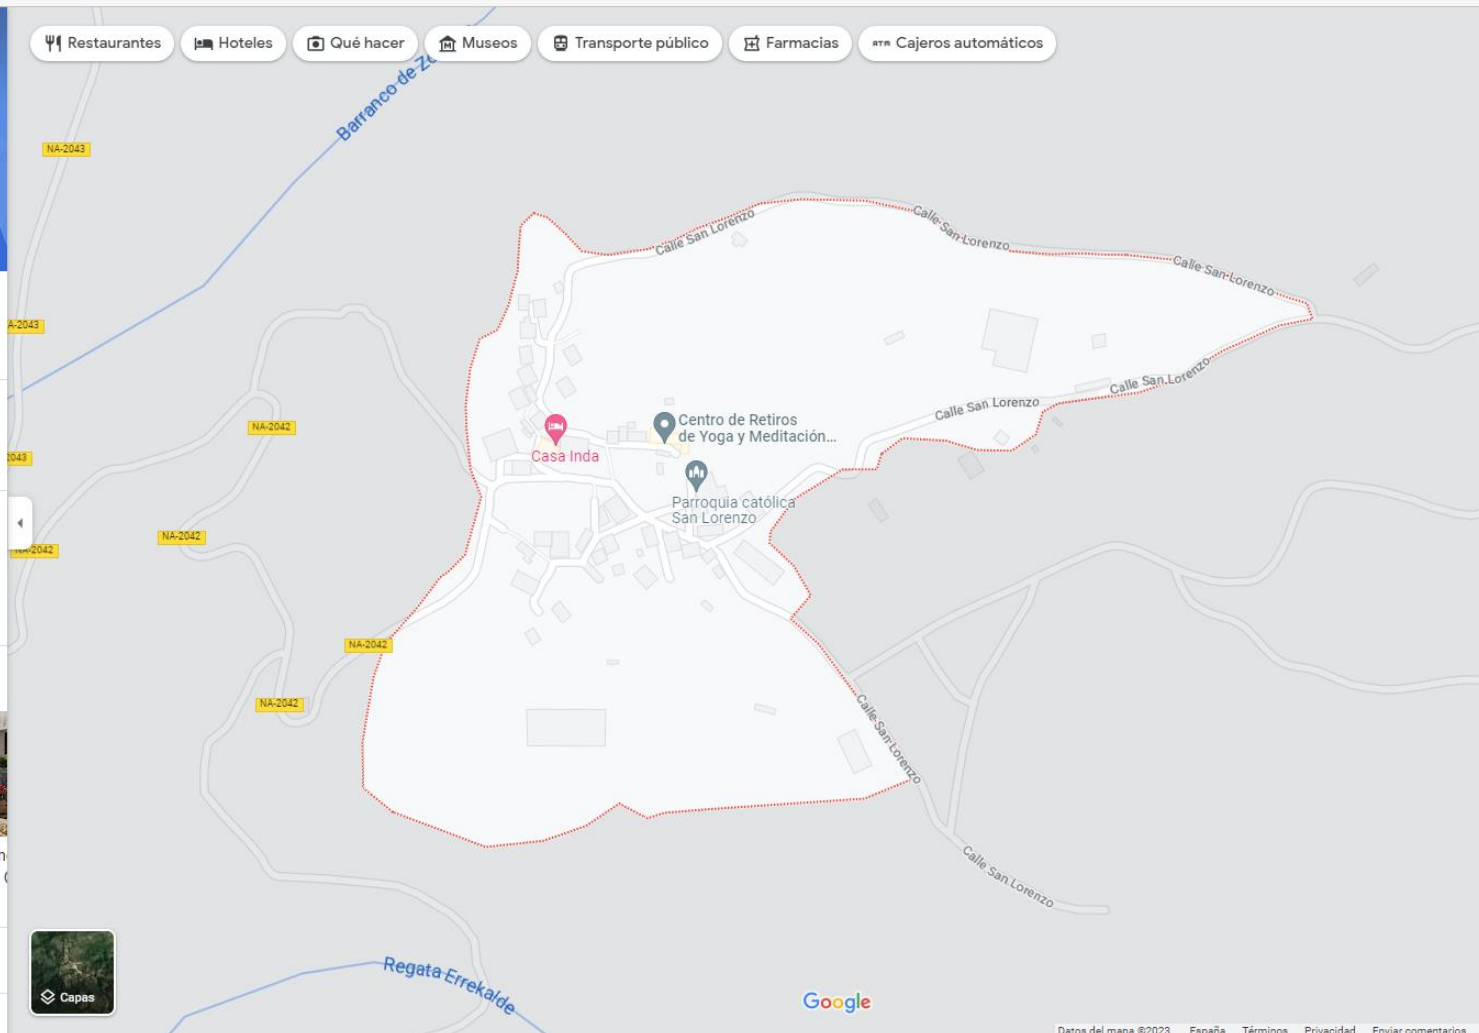 Restaurantes
Hoteles
Qué hacer
Museos
Transporte público
Farmacias
ATM Cajeros automáticos
Barranco de
NA-2043
Calle San Lorenzo
Calle San Lorenzo
Calle San Lorenzo
A-2043
Calle San Lorenzo
Calle San Lorenzo
NA-2042
Centro de Retiros
de Yoga y Meditación...
Casa Inda
2043
Parroquia católica
San Lorenzo
NA-2042
NA-2042
NA-2042
NA-2042
Calle San Lorenzo
Calle San Lorenzo
Regata Errekalde
Capas
Google
Datos del mapa ©2023
España
Términos
Privacidad
Enviar comentarios